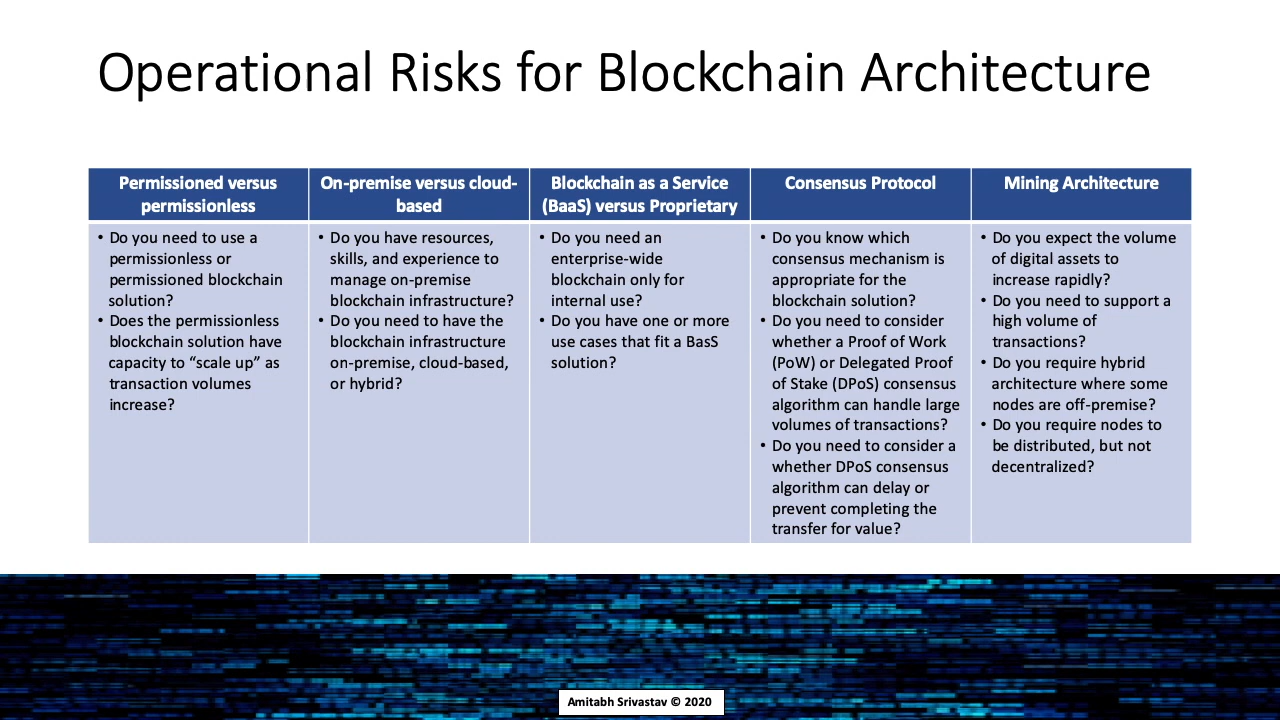 Operational Risks for Blockchain Architecture
Permissioned versus
permissionless
• Do you need to use a
permissionless or
permissioned blockchain
solution?
• Does the permissionless
blockchain solution have
capacity to “scale up” as
transaction volumes
increase?
On-premise versus cloud-
based
• Do you have resources,
skills, and experience to
manage on-premise
blockchain infrastructure?
• Do you need to have the
blockchain infrastructure
on-premise, cloud-based,
or hybrid?
Blockchain as a Service
(BaaS) versus Proprietary
• Do you need an
enterprise-wide
blockchain only for
internal use?
• Do you have one or more
use cases that fit a BasS
solution?
Consensus Protocol
• Do you know which
consensus mechanism is
appropriate for the
blockchain solution?
• Do you need to consider
whether a Proof of Work
(PoW) or Delegated Proof
of Stake (DPoS) consensus
algorithm can handle large
volumes of transactions?
• Do you need to consider a
whether DPoS consensus
algorithm can delay or
prevent completing the
transfer for value?
Mining Architecture
• Do you expect the volume
of digital assets to
increase rapidly?
• Do you need to support a
high volume of
transactions?
• Do you require hybrid
architecture where some
nodes are off-premise?
• Do you require nodes to
be distributed, but not
decentralized?
Amitabh Srivastav © 2020